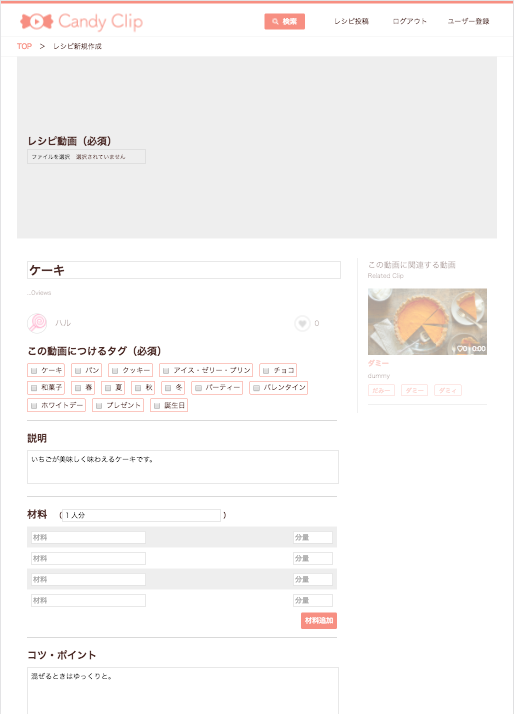 Candy Clip
検索 レシピ投稿 ログアウト ユーザー登録
TOP > レシピ新規作成
レシピ動画（必須）
ファイルを選択 選択されていません
ケーキ
...0views
ハル
0
この動画につけるタグ（必須）
ケーキ パン クッキー アイス・ゼリー・プリン チョコ
和菓子 春 夏 秋 冬 パーティー バレンタイン
ホワイトデー プレゼント 誕生日
説明
いちごが美味しく味わえるケーキです。
材料 （1人分）
材料 分量
材料 分量
材料 分量
材料 分量
材料追加
コツ・ポイント
混ぜるときはゆっくりと。
この動画に関連する動画
Related Clip
0 0:00
ダミー
dummy
ダミー ダミー